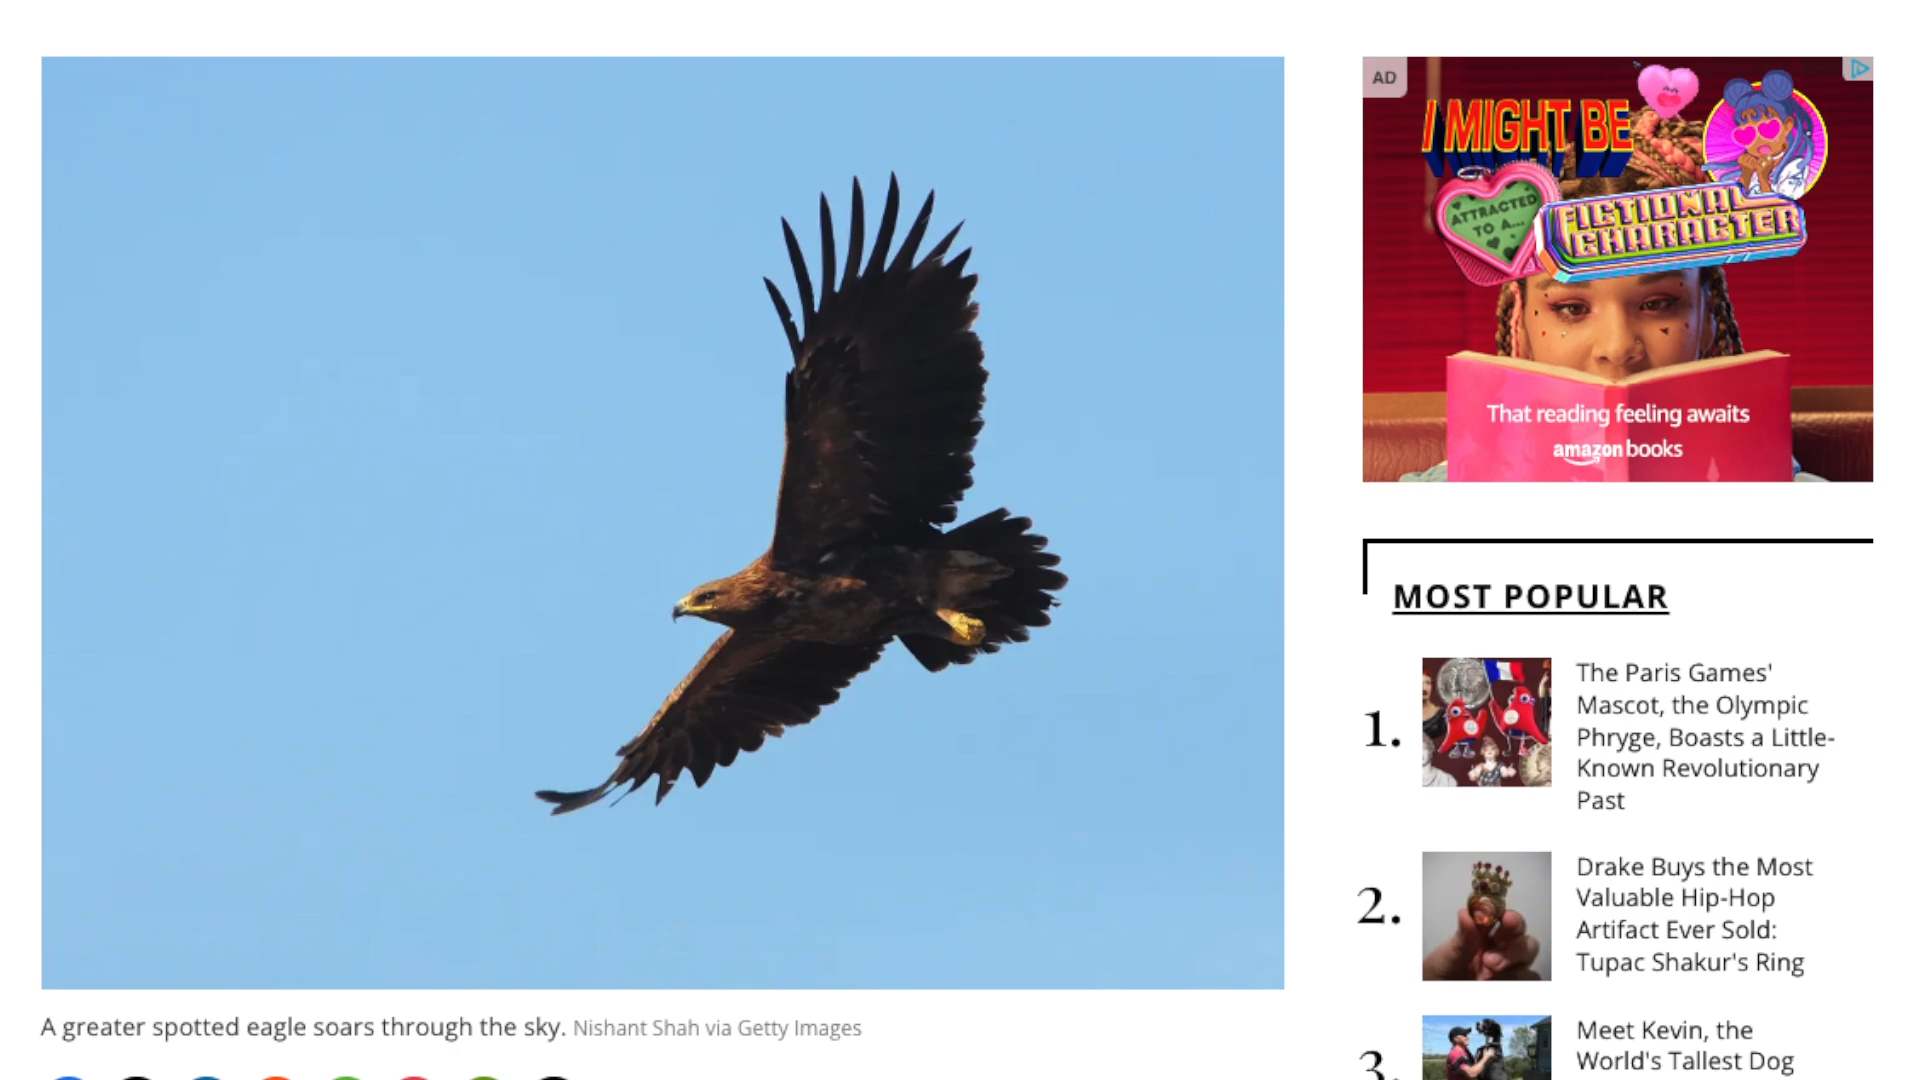 AD
I MIGHT BE
ATTRACTED
TO A...
FICTIONAL
CHARACTER
That reading feeling awaits
amazon books
MOST POPULAR
1.
The Paris Games'
Mascot, the Olympic
Phryge, Boasts a Little-
Known Revolutionary
Past
2.
Drake Buys the Most
Valuable Hip-Hop
Artifact Ever Sold:
Tupac Shakur's Ring
3.
Meet Kevin, the
World's Tallest Dog
A greater spotted eagle soars through the sky. Nishant Shah via Getty Images